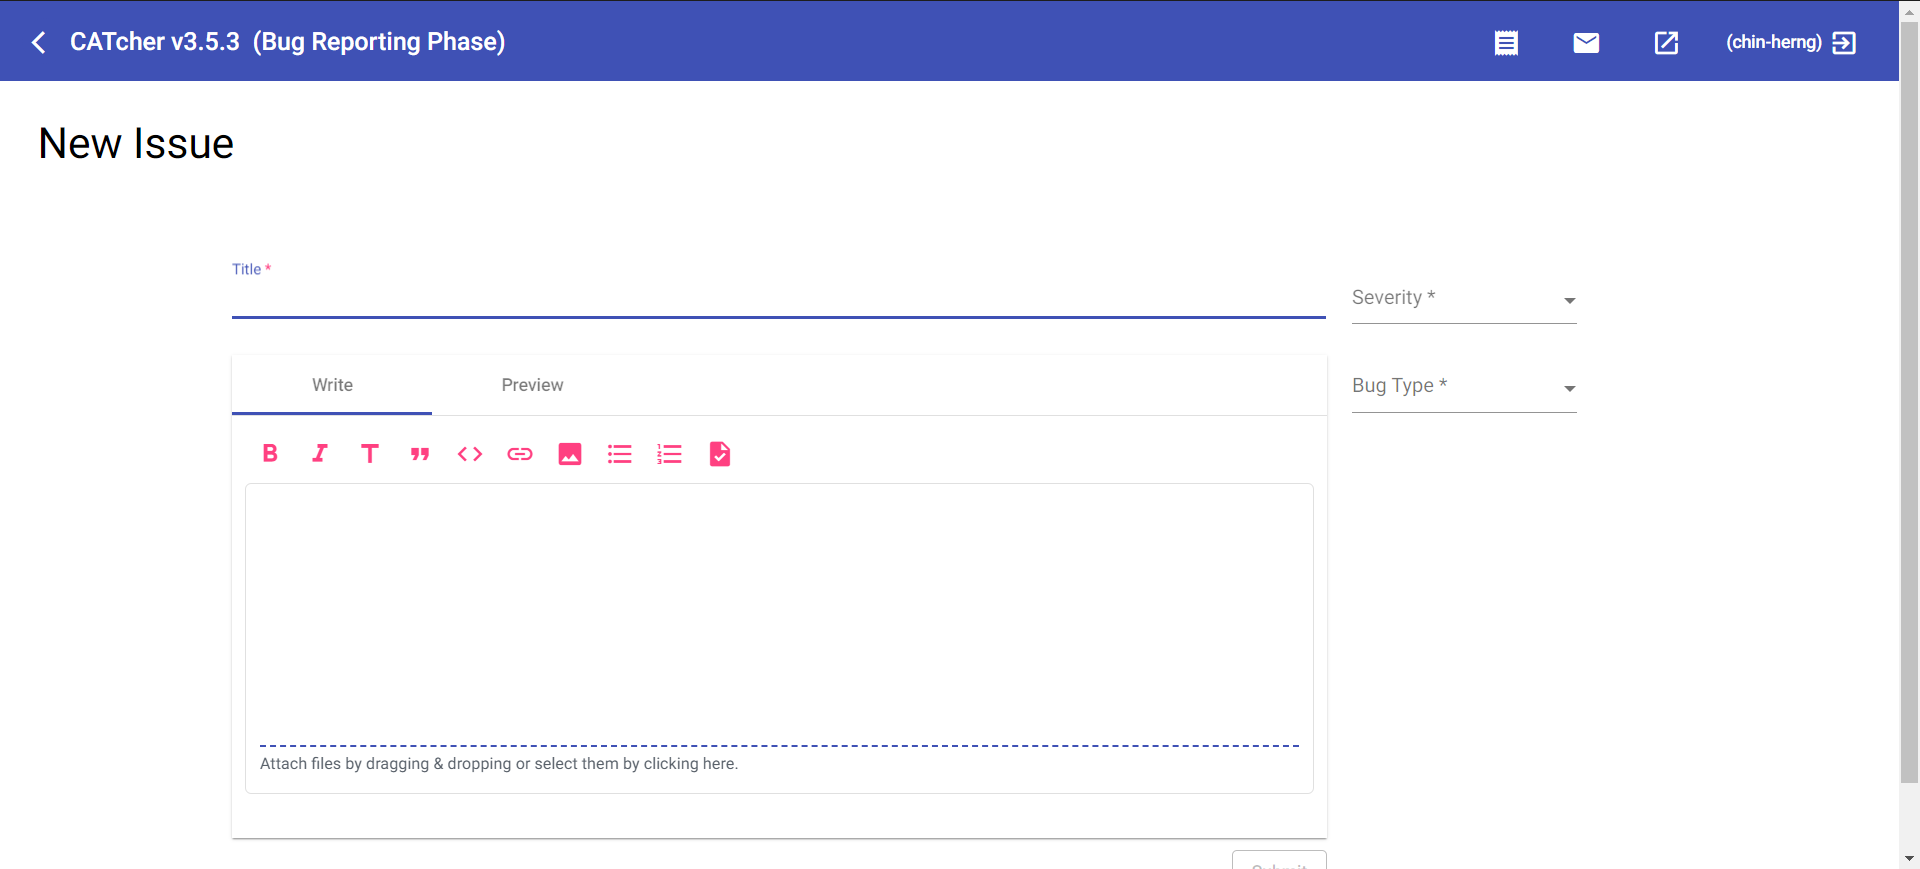 CATcher v3.5.3 (Bug Reporting Phase)
(chin-herng)
New Issue
Title *
Severity *
Write
Preview
Bug Type *
Attach files by dragging & dropping or select them by clicking here.